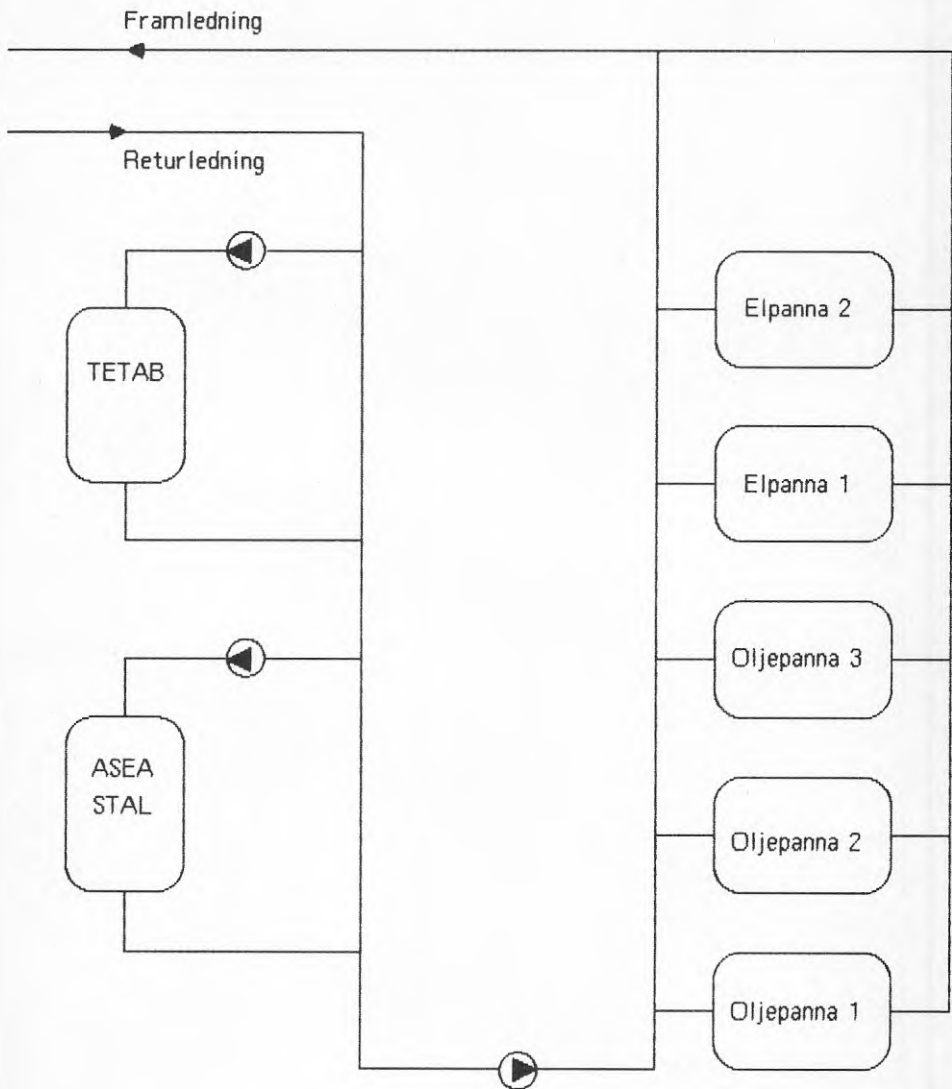 Framledning
Returledning
Elpanna 2
TETAB
Elpanna 1
Oljepanna 3
ASEA
STAL
Oljepanna 2
Oljepanna 1